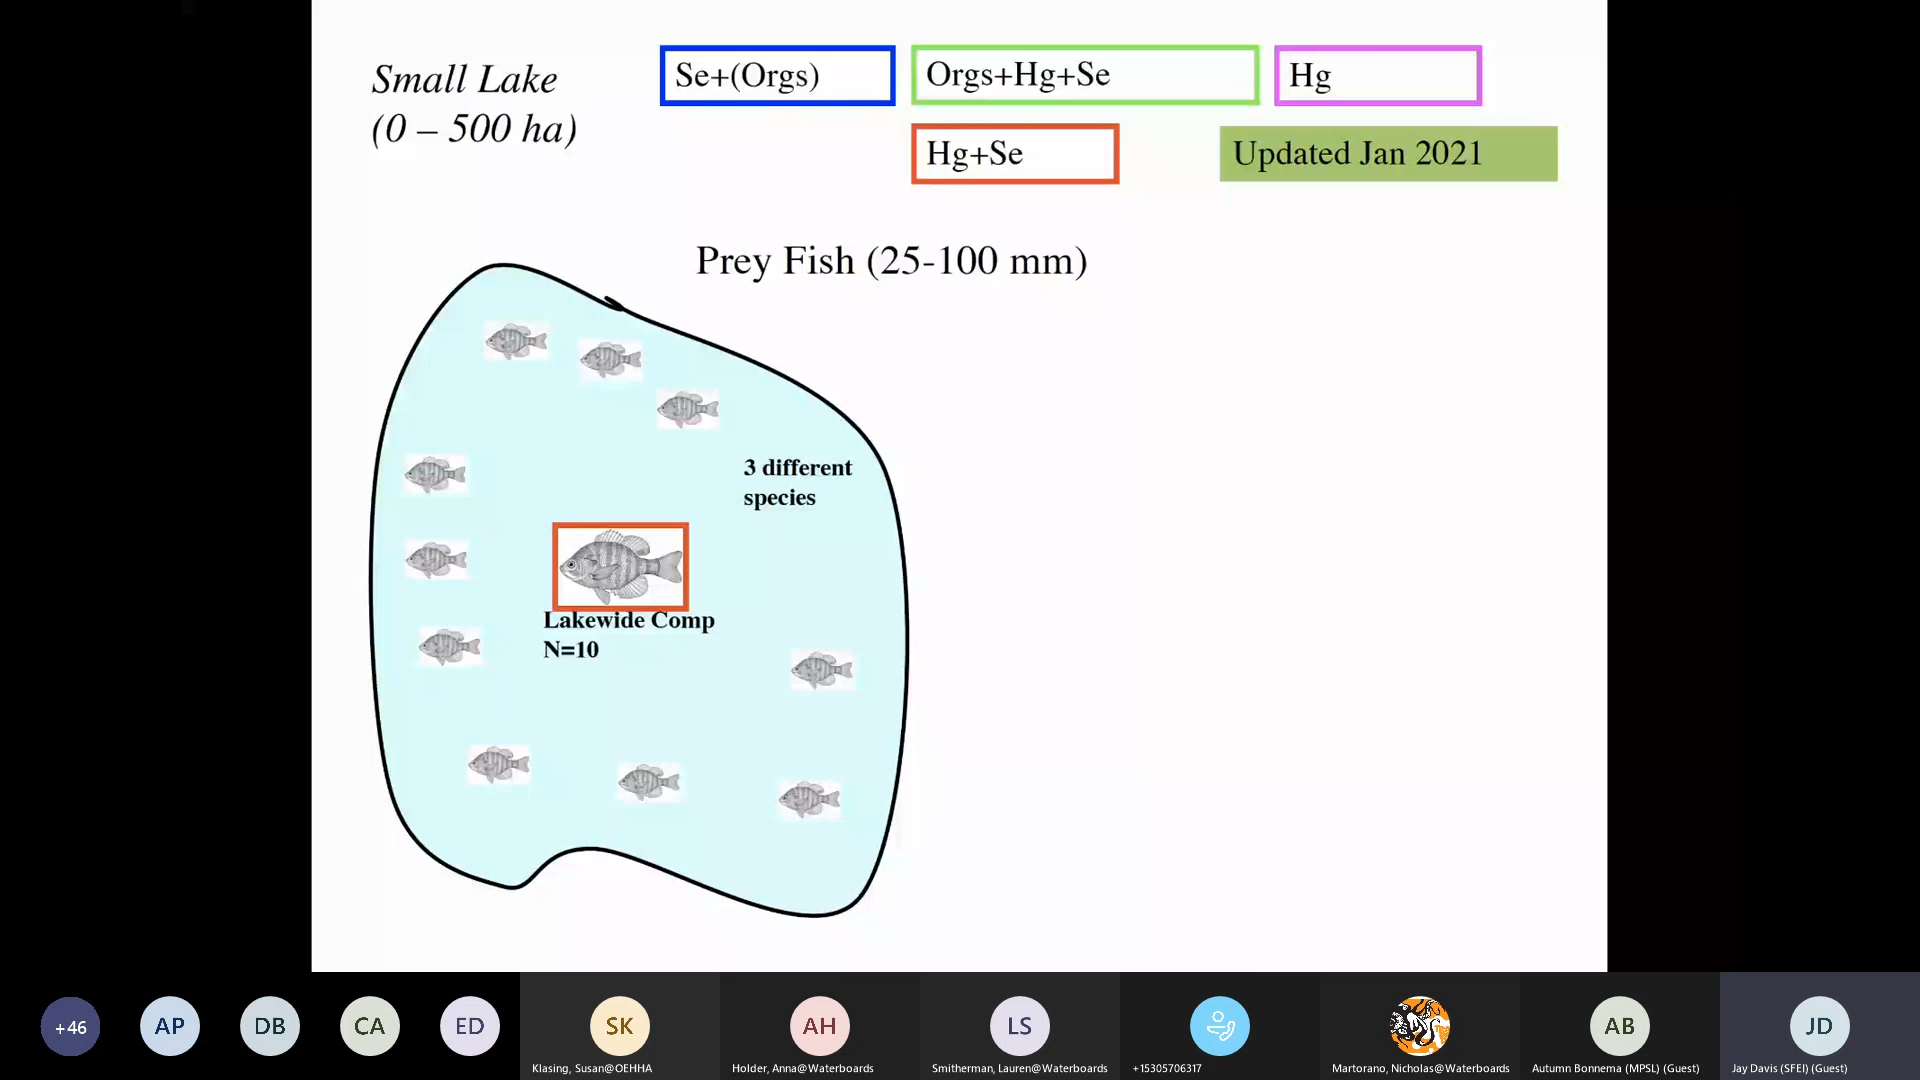 Small Lake
(0 – 500 ha)
Se+(Orgs)
Orgs+Hg+Se
Hg
Hg+Se
Updated Jan 2021
Prey Fish (25-100 mm)
3 different
species
Lakewide Comp
N=10
+46
AP
DB
CA
ED
SK
AH
LS
AB
JD
Klasing, Susan@OEHHA
Holder, Anna@Waterboards
Smitherman, Lauren@Waterboards
+15305706317
Martorano, Nicholas@Waterboards
Autumn Bonnema (MPSL) (Guest)
Jay Davis (SFEI) (Guest)